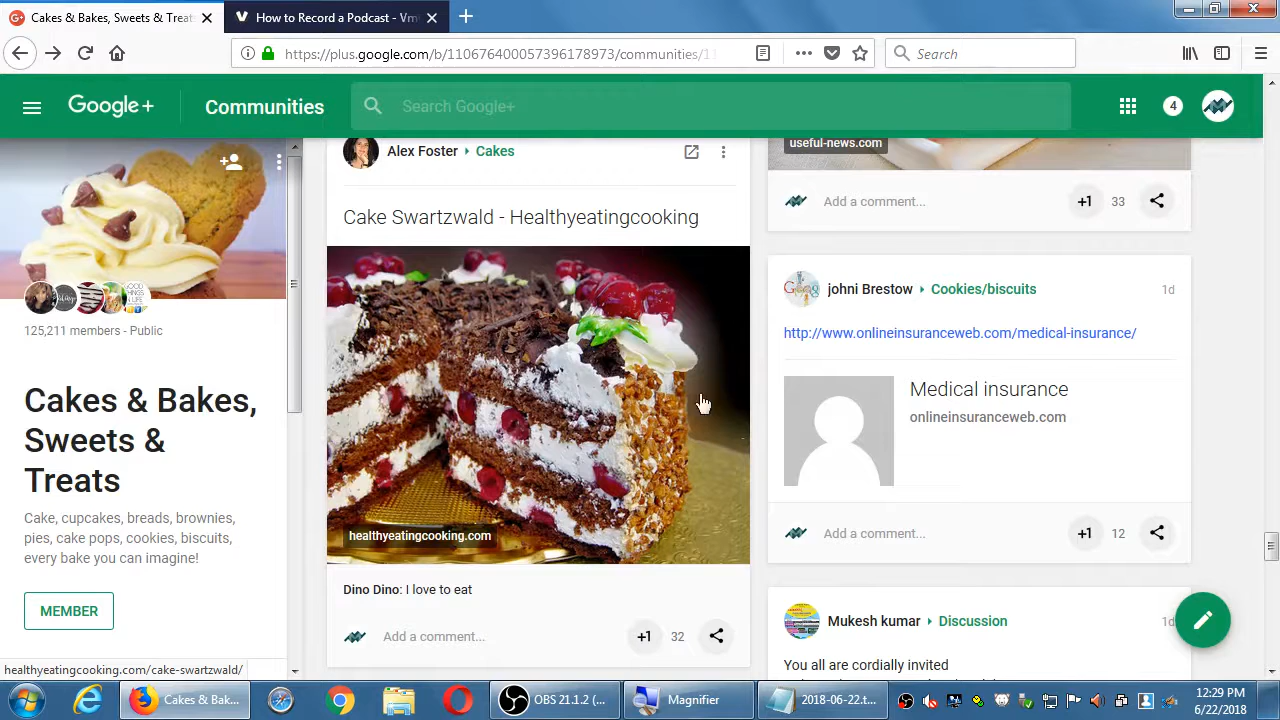 Cakes & Bakes, Sweets & Treat
How to Record a Podcast - Vm
https://plus.google.com/b/110676400057396178973/communities/11
Search
Google+
Communities
Search Google+
4
125,211 members - Public
Cakes & Bakes,
Sweets &
Treats
Cake, cupcakes, breads, brownies,
pies, cake pops, cookies, biscuits,
every bake you can imagine!
MEMBER
healthyeatingcooking.com/cake-swartzwald/
Alex Foster
Cakes
Cake Swartzwald - Healthyeatingcooking
healthyeatingcooking.com
Dino Dino: I love to eat
Add a comment...
+1
32
useful-news.com
Add a comment...
+1
33
johni Brestow
Cookies/biscuits
1d
http://www.onlineinsuranceweb.com/medical-insurance/
Medical insurance
onlineinsuranceweb.com
Add a comment...
+1
12
Mukesh kumar
Discussion
1d
You all are cordially invited
Cakes & Bak...
OBS 21.1.2 (...
Magnifier
2018-06-22.t...
12:29 PM
6/22/2018